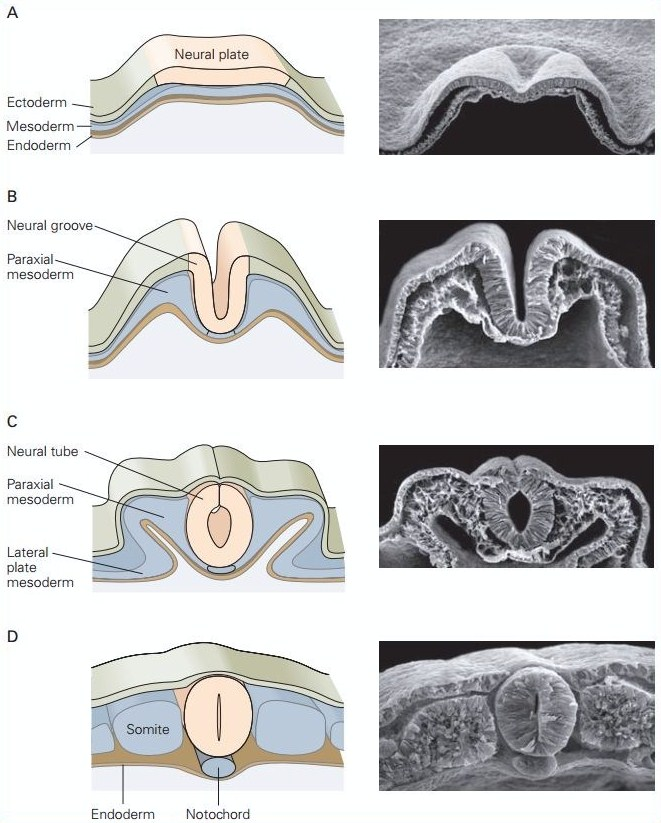 A
Neural plate
Ectoderm
Mesoderm
Endoderm
B
Neural groove
Paraxial
mesoderm
C
Neural tube
Paraxial
mesoderm
Lateral
plate
mesoderm
D
Somite
Endoderm
Notochord